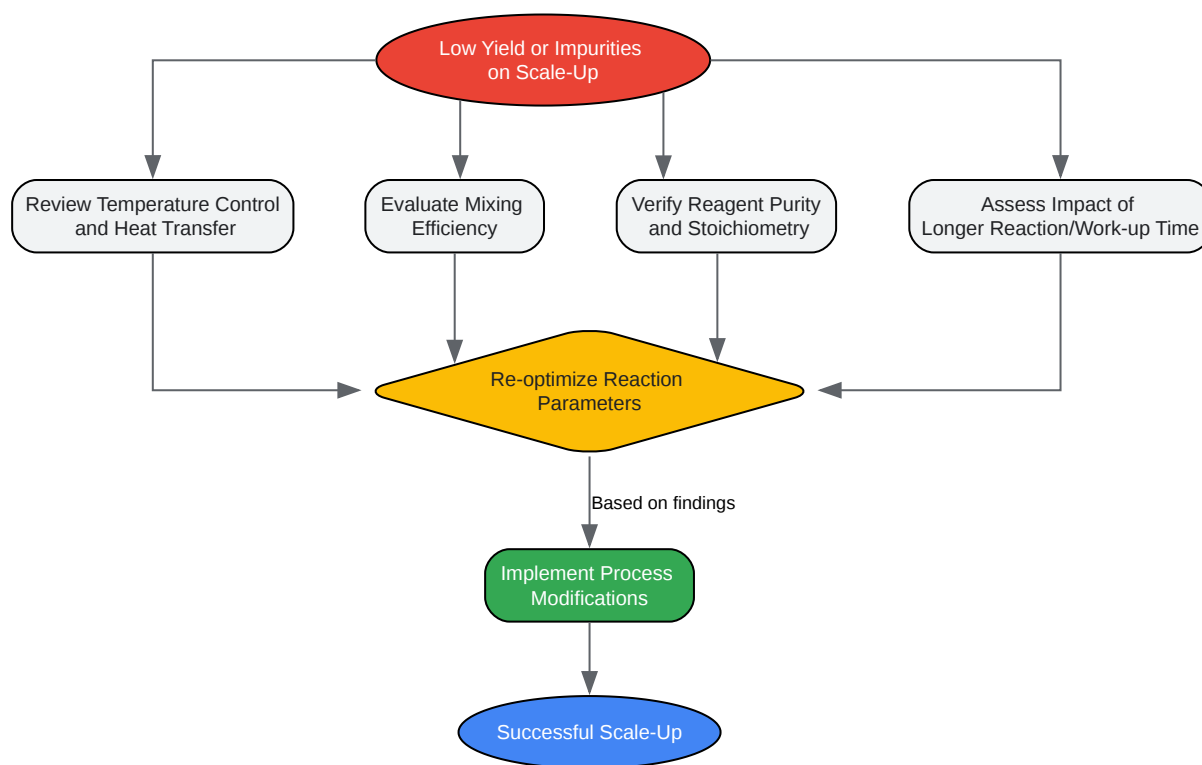 Low Yield or Impurities
on Scale-Up
Review Temperature Control
and Heat Transfer
Evaluate Mixing
Efficiency
Verify Reagent Purity
and Stoichiometry
Assess Impact of
Longer Reaction/Work-up Time
Re-optimize Reaction
Parameters
Based on findings
Implement Process
Modifications
Successful Scale-Up